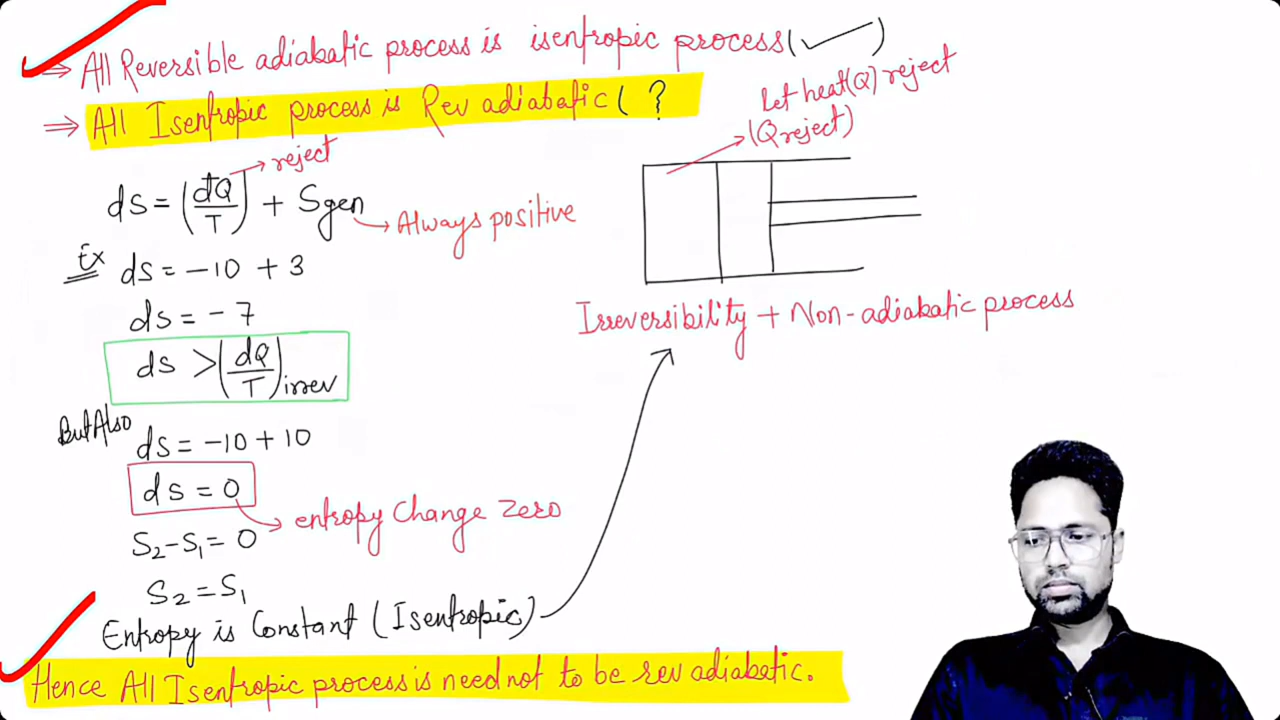 ⇒ All Reversible adiabatic process is isentropic process (✓)
⇒ All Isentropic process is Rev adiabatic ( ?
let heat(Q) reject
(Q reject)
→ reject
ds = (đQ/T) + Sgen
→ Always positive
Ex ds = -10 + 3
ds = -7
ds > (dQ/T)irrev
Irreversibility + Non-adiabatic process
But Also ds = -10 + 10
ds = 0
→ entropy Change Zero
S2-S1 = 0
S2 = S1
Entropy is Constant (Isentropic)
Hence All Isentropic process is need not to be rev adiabetic.